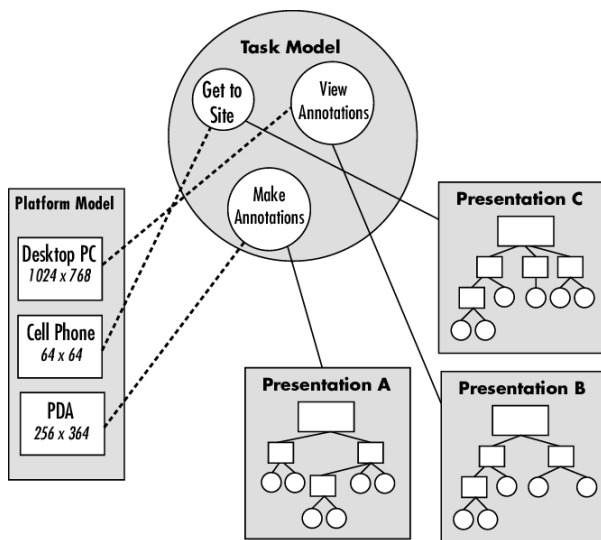 Task Model
Get to
Site
View
Annotations
Make
Annotations
Platform Model
Desktop PC
1024 x 768
Cell Phone
64 x 64
PDA
256 x 364
Presentation C
Presentation A
Presentation B